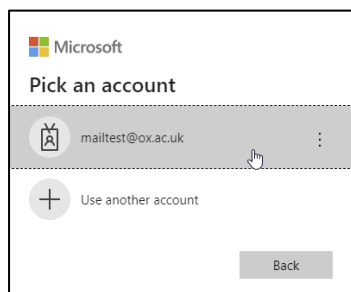 Microsoft
Pick an account
mailtest@ox.ac.uk
Use another account
Back